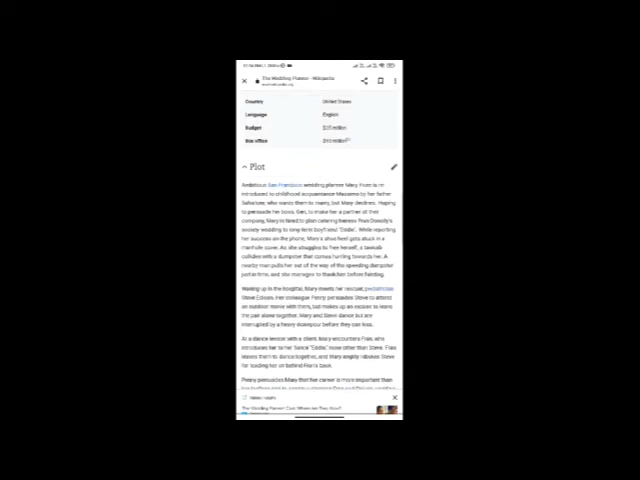 The Wedding Planner - Wikipedia
Country United States
Language English
Budget $35 million
Box office
Plot
Ambitious San Francisco wedding planner Mary Fiore is re-
introduced to childhood acquaintance Massimo by her father
Salvatore, who wants them to marry, but Mary declines. Hoping
to persuade her boss, Geri, to make her a partner at their
company, Mary is hired to plan catering heiress Fran Donolly's
society wedding to long-term boyfriend "Eddie". While reporting
her success on the phone, Mary's shoe heel gets stuck in a
manhole cover. As she struggles to free herself, a taxicab
collides with a dumpster that comes hurtling towards her. A
nearby man pulls her out of the way of the speeding dumpster
just in time, and she manages to thank him before fainting.
Waking up in the hospital, Mary meets her rescuer, pediatrician
Steve Edison. Her colleague Penny persuades Steve to attend
an outdoor movie with them, but makes up an excuse to leave
the pair alone together. Mary and Steve dance but are
interrupted by a heavy downpour before they can kiss.
At a dance lesson with a client, Mary encounters Fran, who
introduces her to her fiancé "Eddie," none other than Steve. Fran
leaves them to dance together, and Mary angrily rebukes Steve
for leading her on behind Fran's back.
Penny persuades Mary that her career is more important than
The Wedding Planner Cast: Where Are They Now?